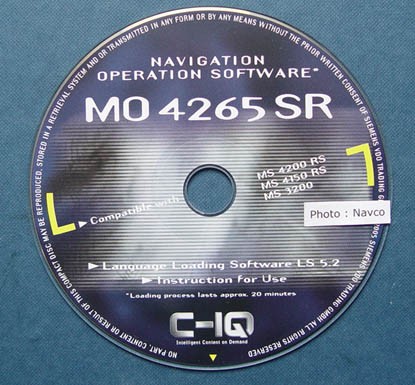 NO PART, CONTENT OR RESULT OF THIS COMPACT DISC MAY BE REPRODUCED, STORED IN A RETRIEVAL SYSTEM AND OR TRANSMITTED IN ANY FORM OR BY ANY MEANS WITHOUT THE PRIOR WRITTEN CONSENT OF SIEMENS VDO TRADING GMBH ALL RIGHTS RESERVED
NAVIGATION
OPERATION SOFTWARE*
MO 4265 SR
Compatible with
MS 4200 RS
MS 4150 RS
MS 3200
Photo : Navco
Language Loading Software LS 5.2
Instruction for Use
*Loading process lasts approx. 20 minutes
C-IQ
Intelligent Content on Demand